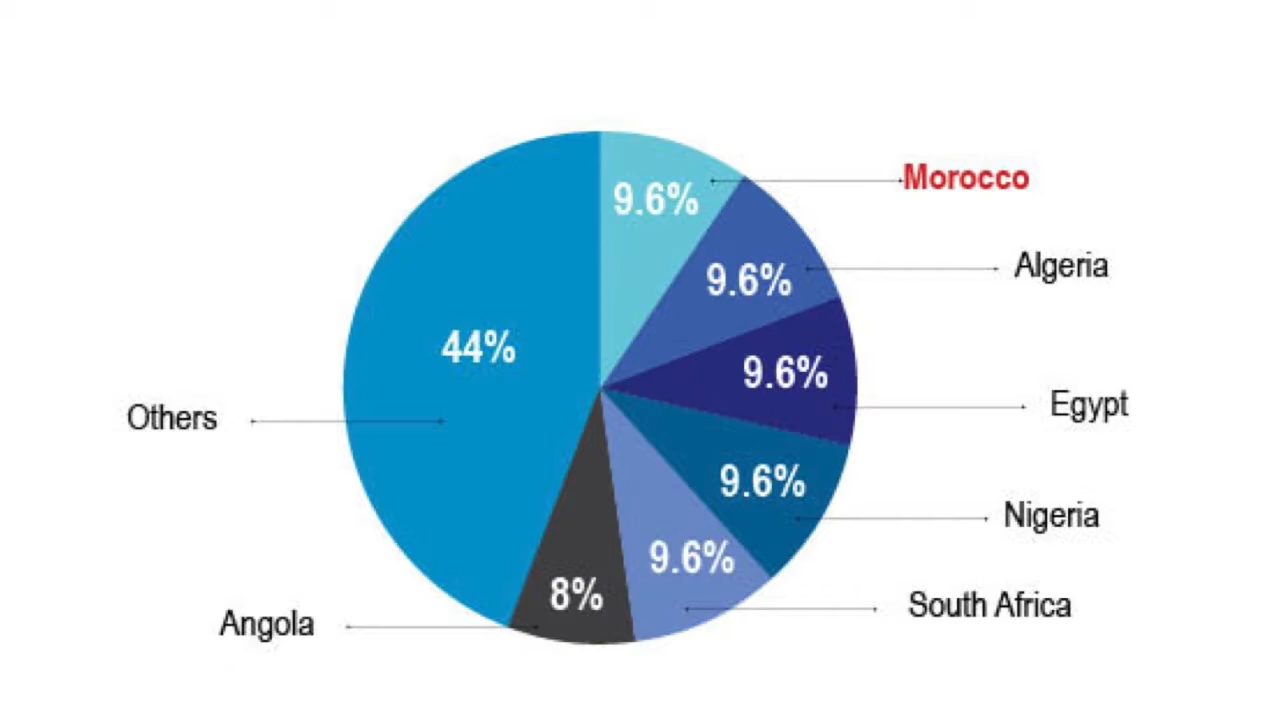 9.6%
Morocco
9.6%
Algeria
9.6%
Egypt
9.6%
Nigeria
9.6%
South Africa
8%
Angola
44%
Others